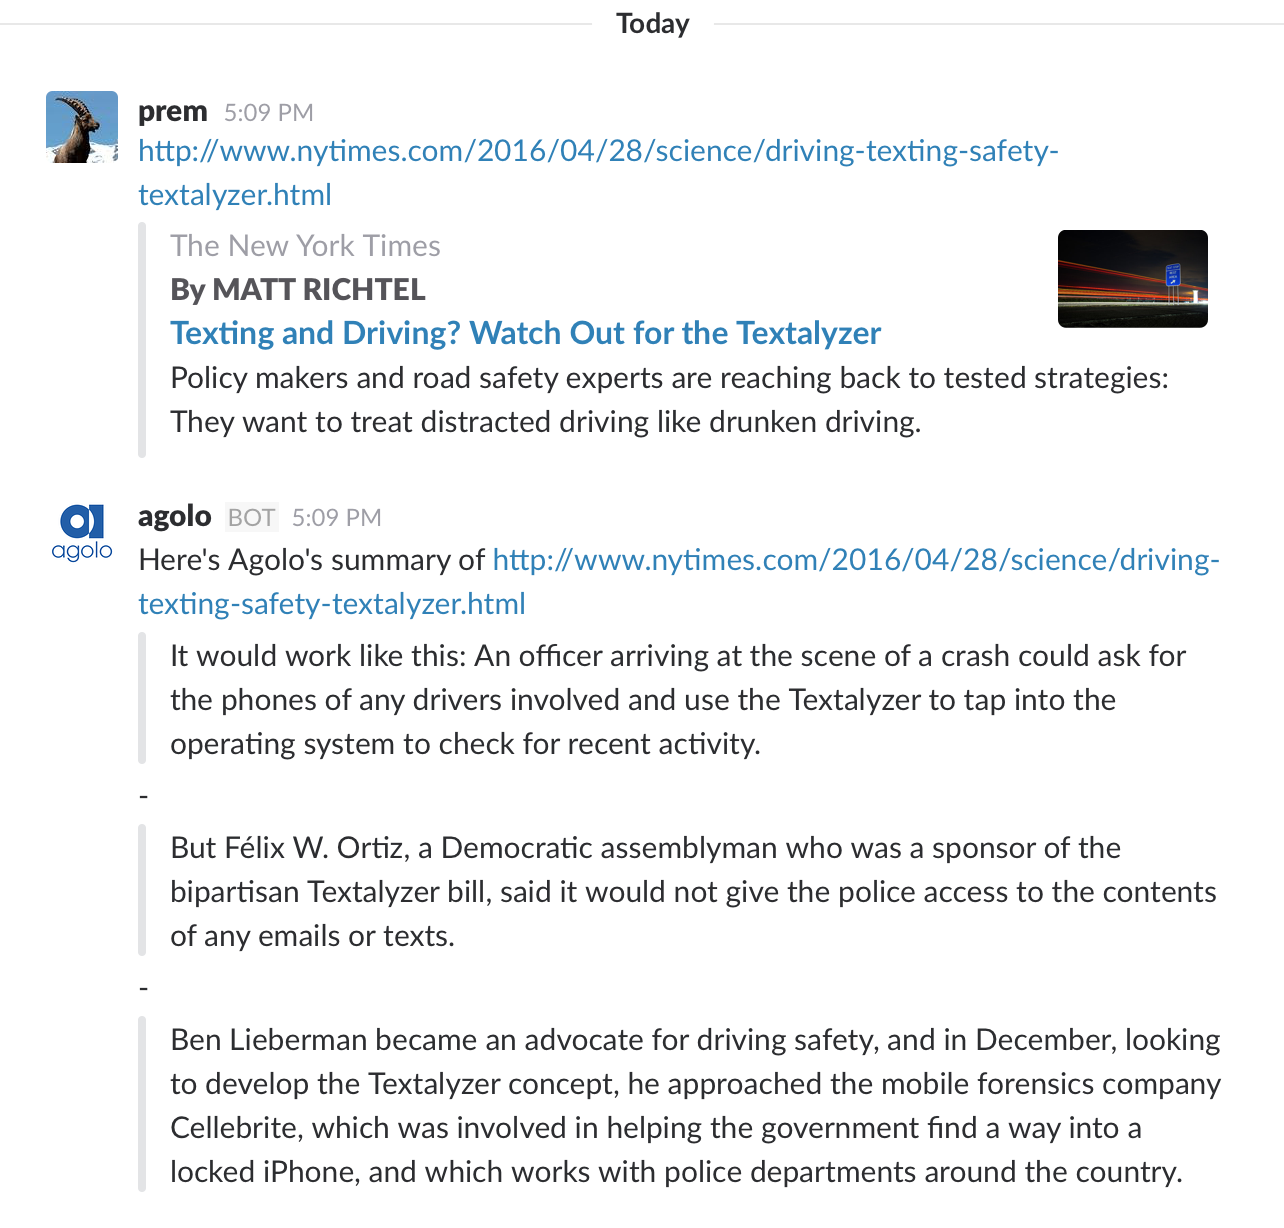 Today
prem 5:09 PM
http://www.nytimes.com/2016/04/28/science/driving-texting-safety-
textalyzer.html
The New York Times
By MATT RICHTEL
Texting and Driving? Watch Out for the Textalyzer
Policy makers and road safety experts are reaching back to tested strategies:
They want to treat distracted driving like drunken driving.
agolo BOT 5:09 PM
agolo
Here's Agolo's summary of http://www.nytimes.com/2016/04/28/science/driving-
texting-safety-textalyzer.html
It would work like this: An officer arriving at the scene of a crash could ask for
the phones of any drivers involved and use the Textalyzer to tap into the
operating system to check for recent activity.
-
But Félix W. Ortiz, a Democratic assemblyman who was a sponsor of the
bipartisan Textalyzer bill, said it would not give the police access to the contents
of any emails or texts.
-
Ben Lieberman became an advocate for driving safety, and in December, looking
to develop the Textalyzer concept, he approached the mobile forensics company
Cellebrite, which was involved in helping the government find a way into a
locked iPhone, and which works with police departments around the country.